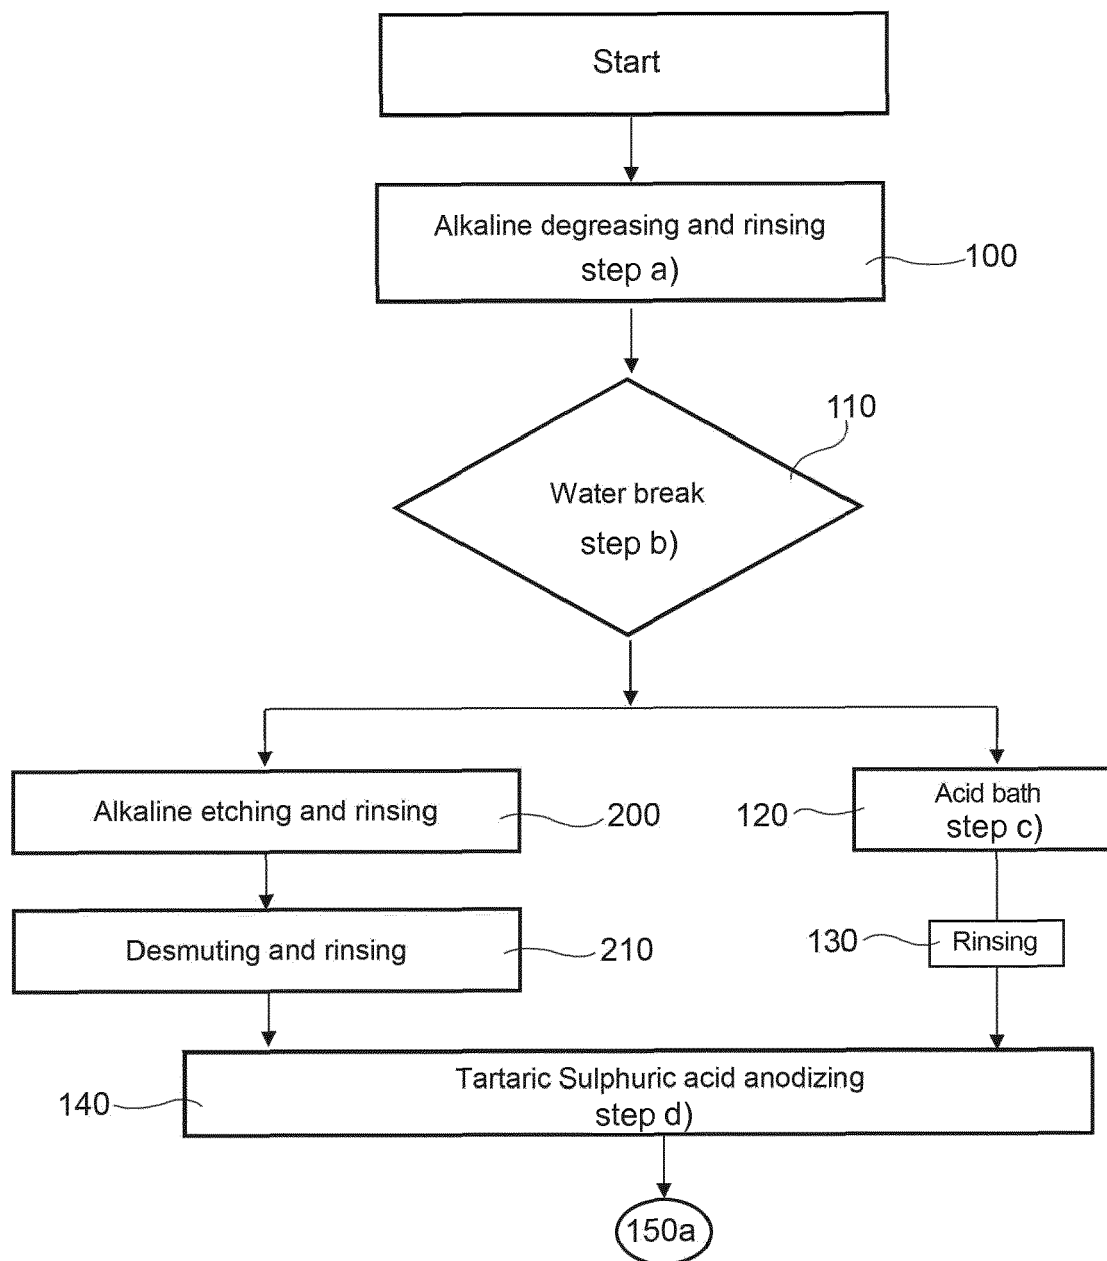 Start
Alkaline degreasing and rinsing
step a)
100
110
Water break
step b)
Alkaline etching and rinsing
200
120
Acid bath
step c)
Desmuting and rinsing
210
130
Rinsing
Tartaric Sulphuric acid anodizing
step d)
140
150a